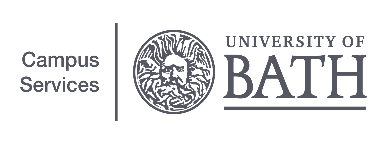 Campus
Services
UNIVERSITY OF
BATH